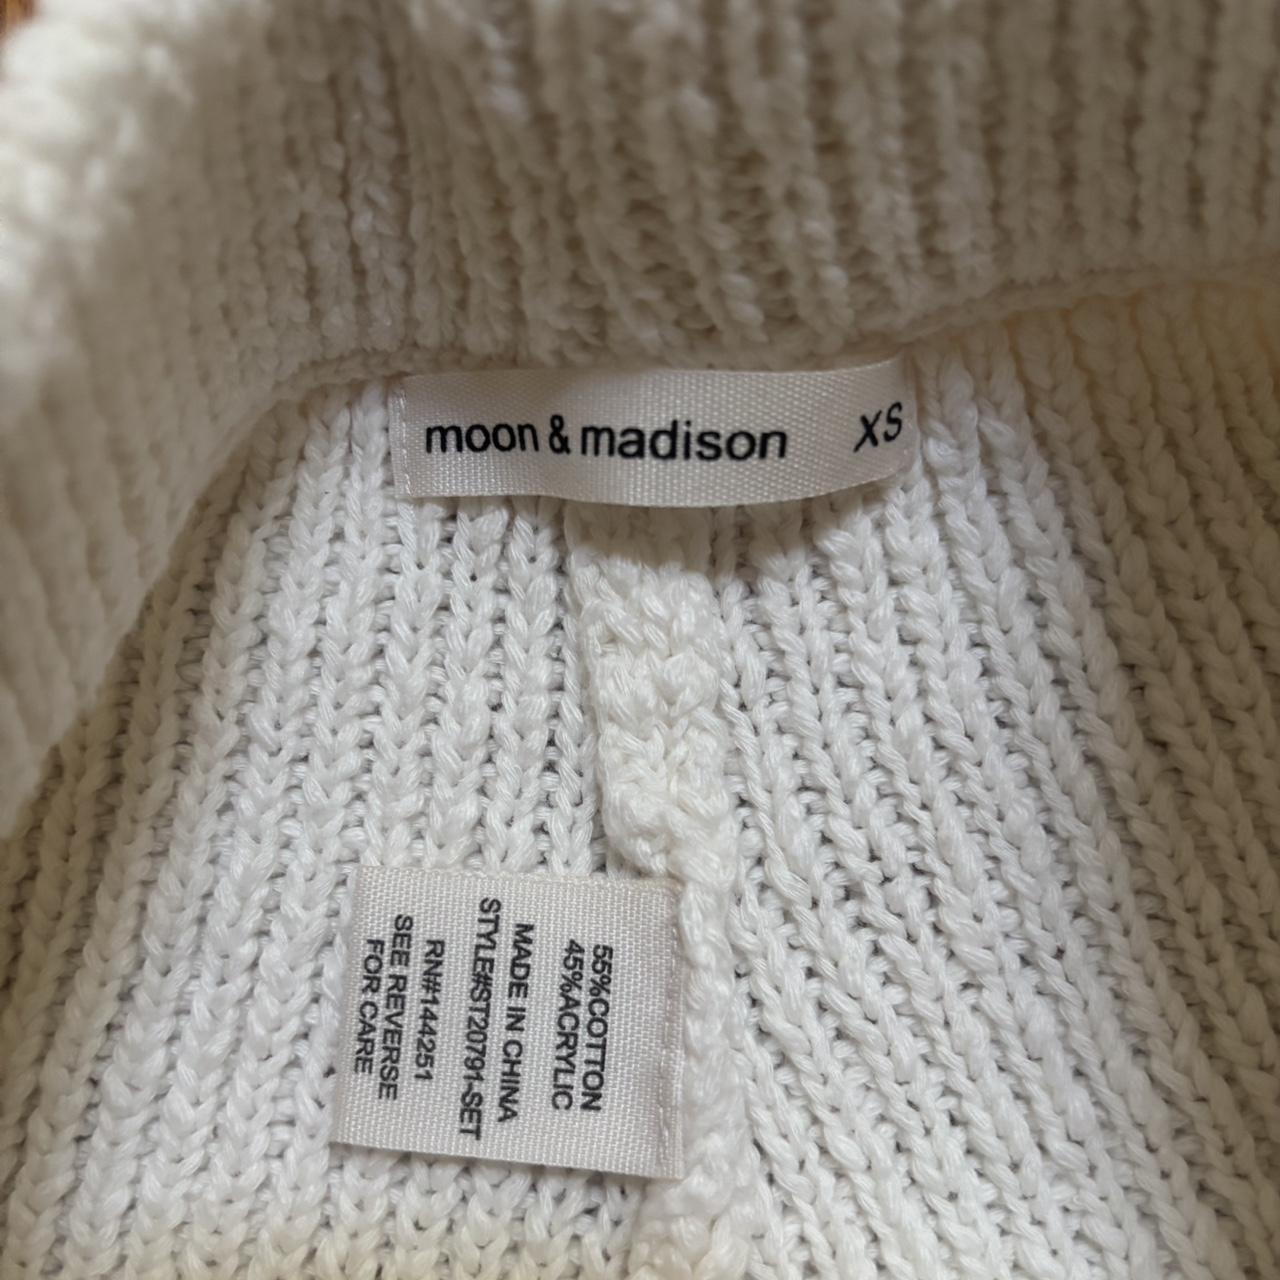 moon & madison XS
55%COTTON
45%ACRYLIC
MADE IN CHINA
STYLE#ST20791-SET
RN#144251
SEE REVERSE
FOR CARE